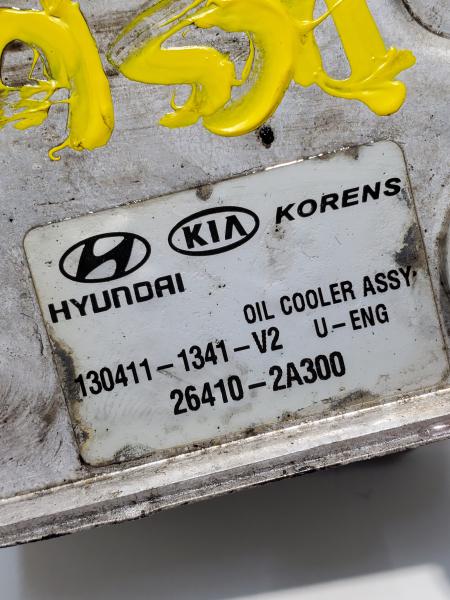 HYUNDAI KIA KORENS
OIL COOLER ASSY
130411-1341-V2 U-ENG
26410-2A300